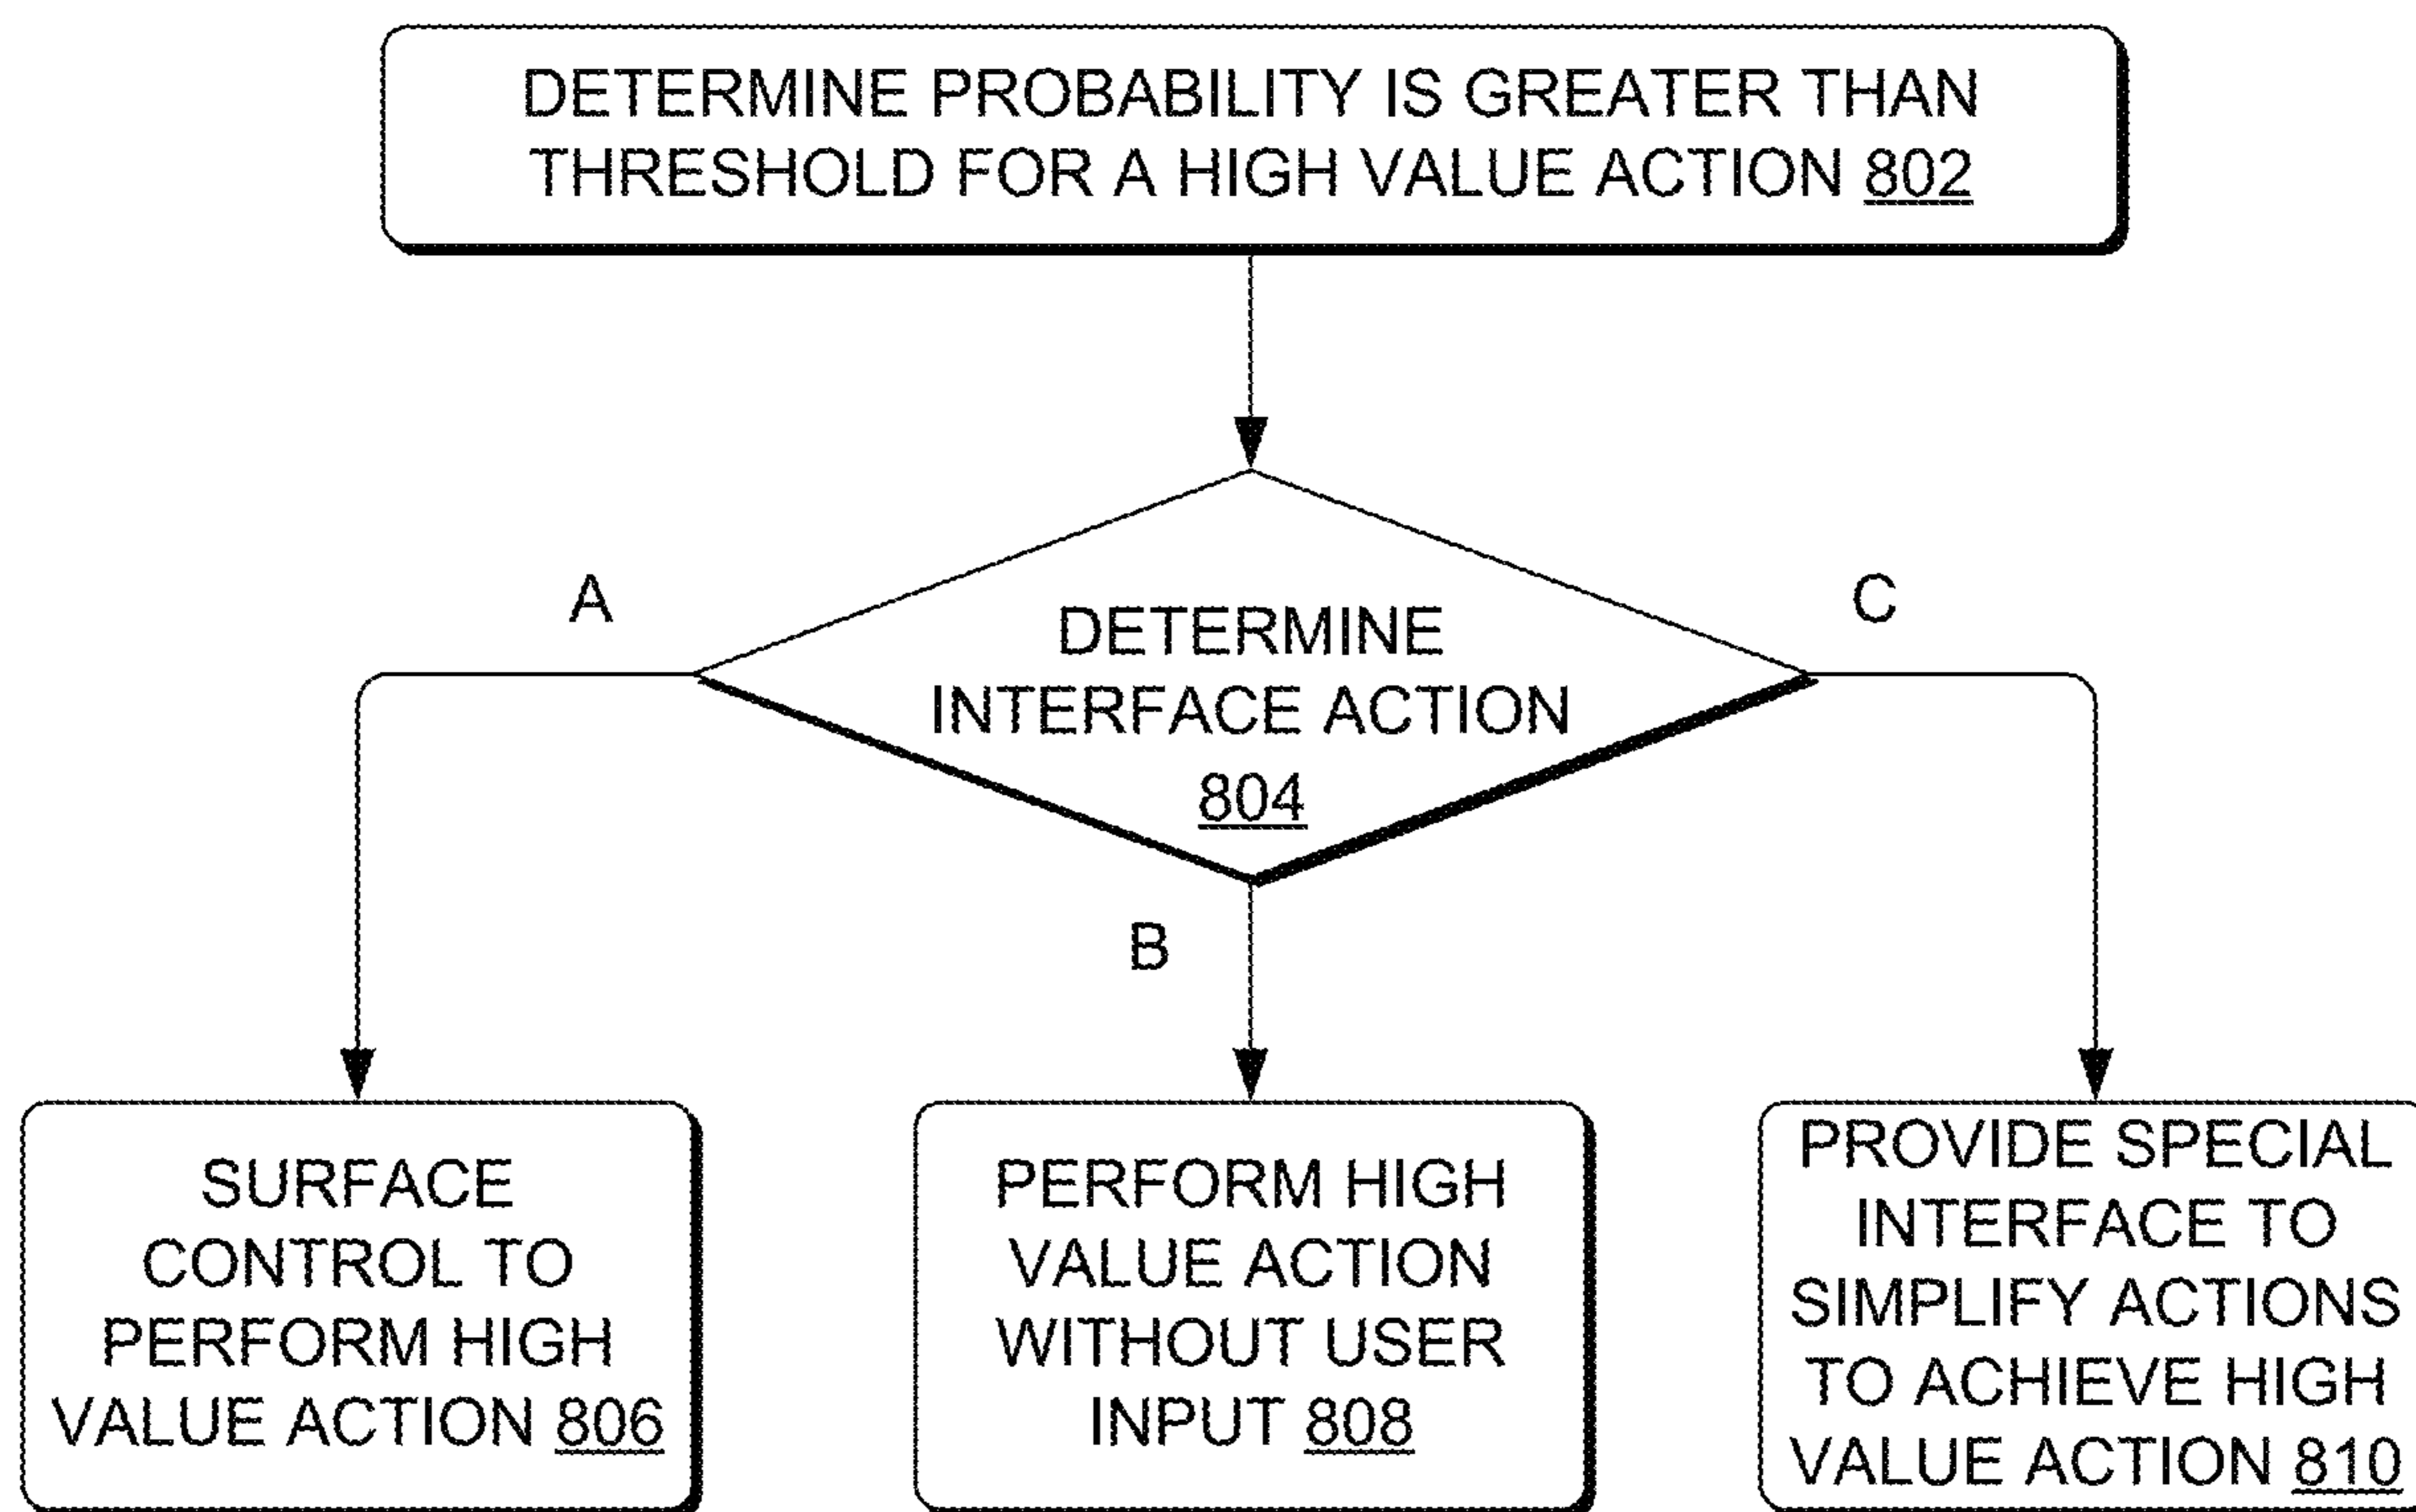 DETERMINE PROBABILITY IS GREATER THAN
THRESHOLD FOR A HIGH VALUE ACTION 802
A
C
DETERMINE
INTERFACE ACTION
804
B
SURFACE
CONTROL TO
PERFORM HIGH
VALUE ACTION 806
PERFORM HIGH
VALUE ACTION
WITHOUT USER
INPUT 808
PROVIDE SPECIAL
INTERFACE TO
SIMPLIFY ACTIONS
TO ACHIEVE HIGH
VALUE ACTION 810